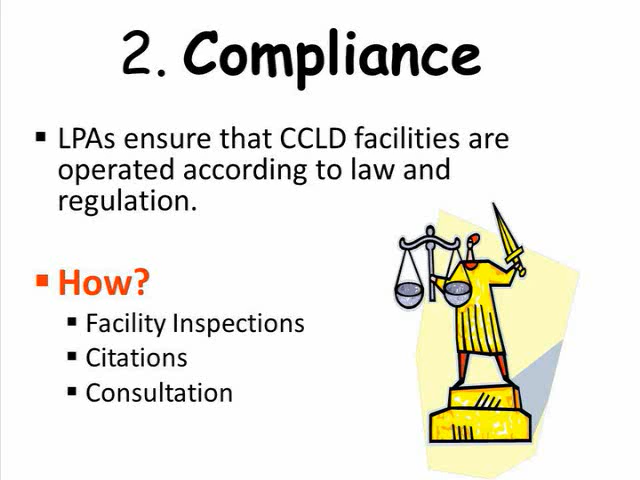 2. Compliance
▪ LPAs ensure that CCLD facilities are
operated according to law and
regulation.
▪ How?
▪ Facility Inspections
▪ Citations
▪ Consultation